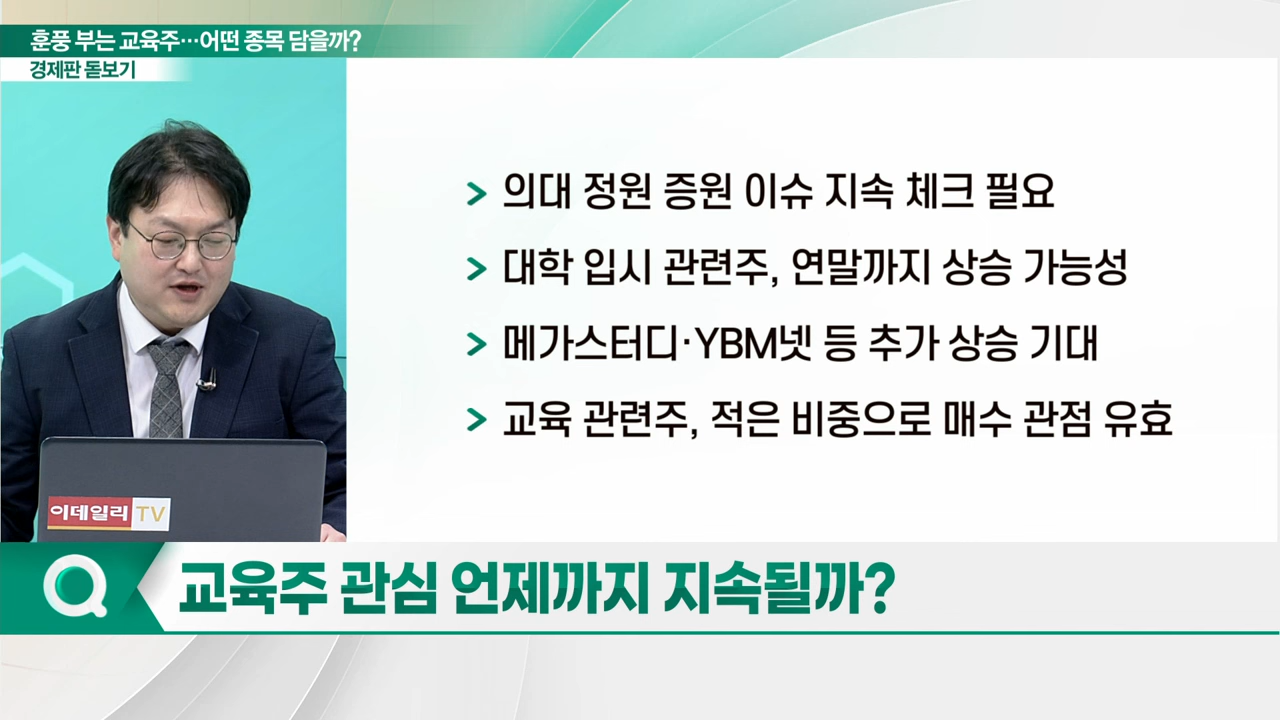 훈풍 부는 교육주…어떤 종목 담을까?
경제판 돋보기
> 의대 정원 증원 이슈 지속 체크 필요
> 대학 입시 관련주, 연말까지 상승 가능성
> 메가스터디·YBM넷 등 추가 상승 기대
> 교육 관련주, 적은 비중으로 매수 관점 유효
이데일리 TV
Q 교육주 관심 언제까지 지속될까?